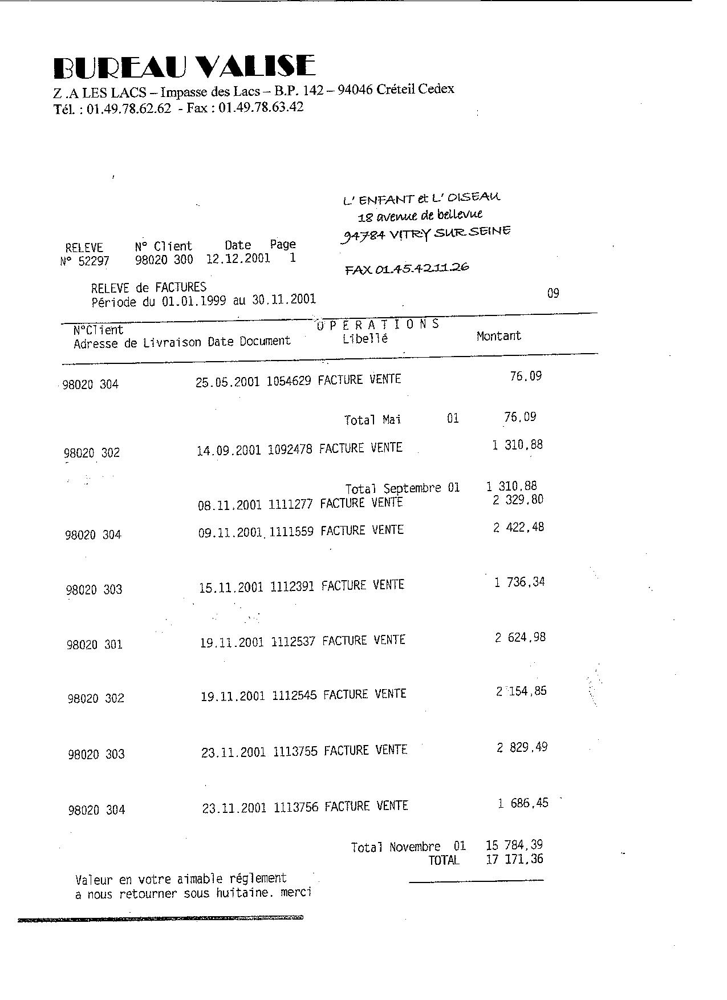 BUREAU VALISE
Z .A LES LACS – Impasse des Lacs – B.P. 142 – 94046 Créteil Cedex
Tél. : 01.49.78.62.62 - Fax : 01.49.78.63.42
L' ENFANT et L' OISEAU
18 avenue de bellevue
94784 VITRY SUR SEINE
FAX 01.45.42.11.26
RELEVE N° Client Date Page
N° 52297 98020 300 12.12.2001 1
RELEVE de FACTURES
Période du 01.01.1999 au 30.11.2001 09
N°Client O P E R A T I O N S
Adresse de Livraison Date Document Libellé Montant
98020 304 25.05.2001 1054629 FACTURE VENTE 76,09
Total Mai 01 76,09
98020 302 14.09.2001 1092478 FACTURE VENTE 1 310,88
Total Septembre 01 1 310,88
08.11.2001 1111277 FACTURE VENTE 2 329,80
98020 304 09.11.2001 1111559 FACTURE VENTE 2 422,48
98020 303 15.11.2001 1112391 FACTURE VENTE 1 736,34
98020 301 19.11.2001 1112537 FACTURE VENTE 2 624,98
98020 302 19.11.2001 1112545 FACTURE VENTE 2 154,85
98020 303 23.11.2001 1113755 FACTURE VENTE 2 829,49
98020 304 23.11.2001 1113756 FACTURE VENTE 1 686,45
Total Novembre 01 15 784,39
TOTAL 17 171,36
Valeur en votre aimable réglement
a nous retourner sous huitaine. merci